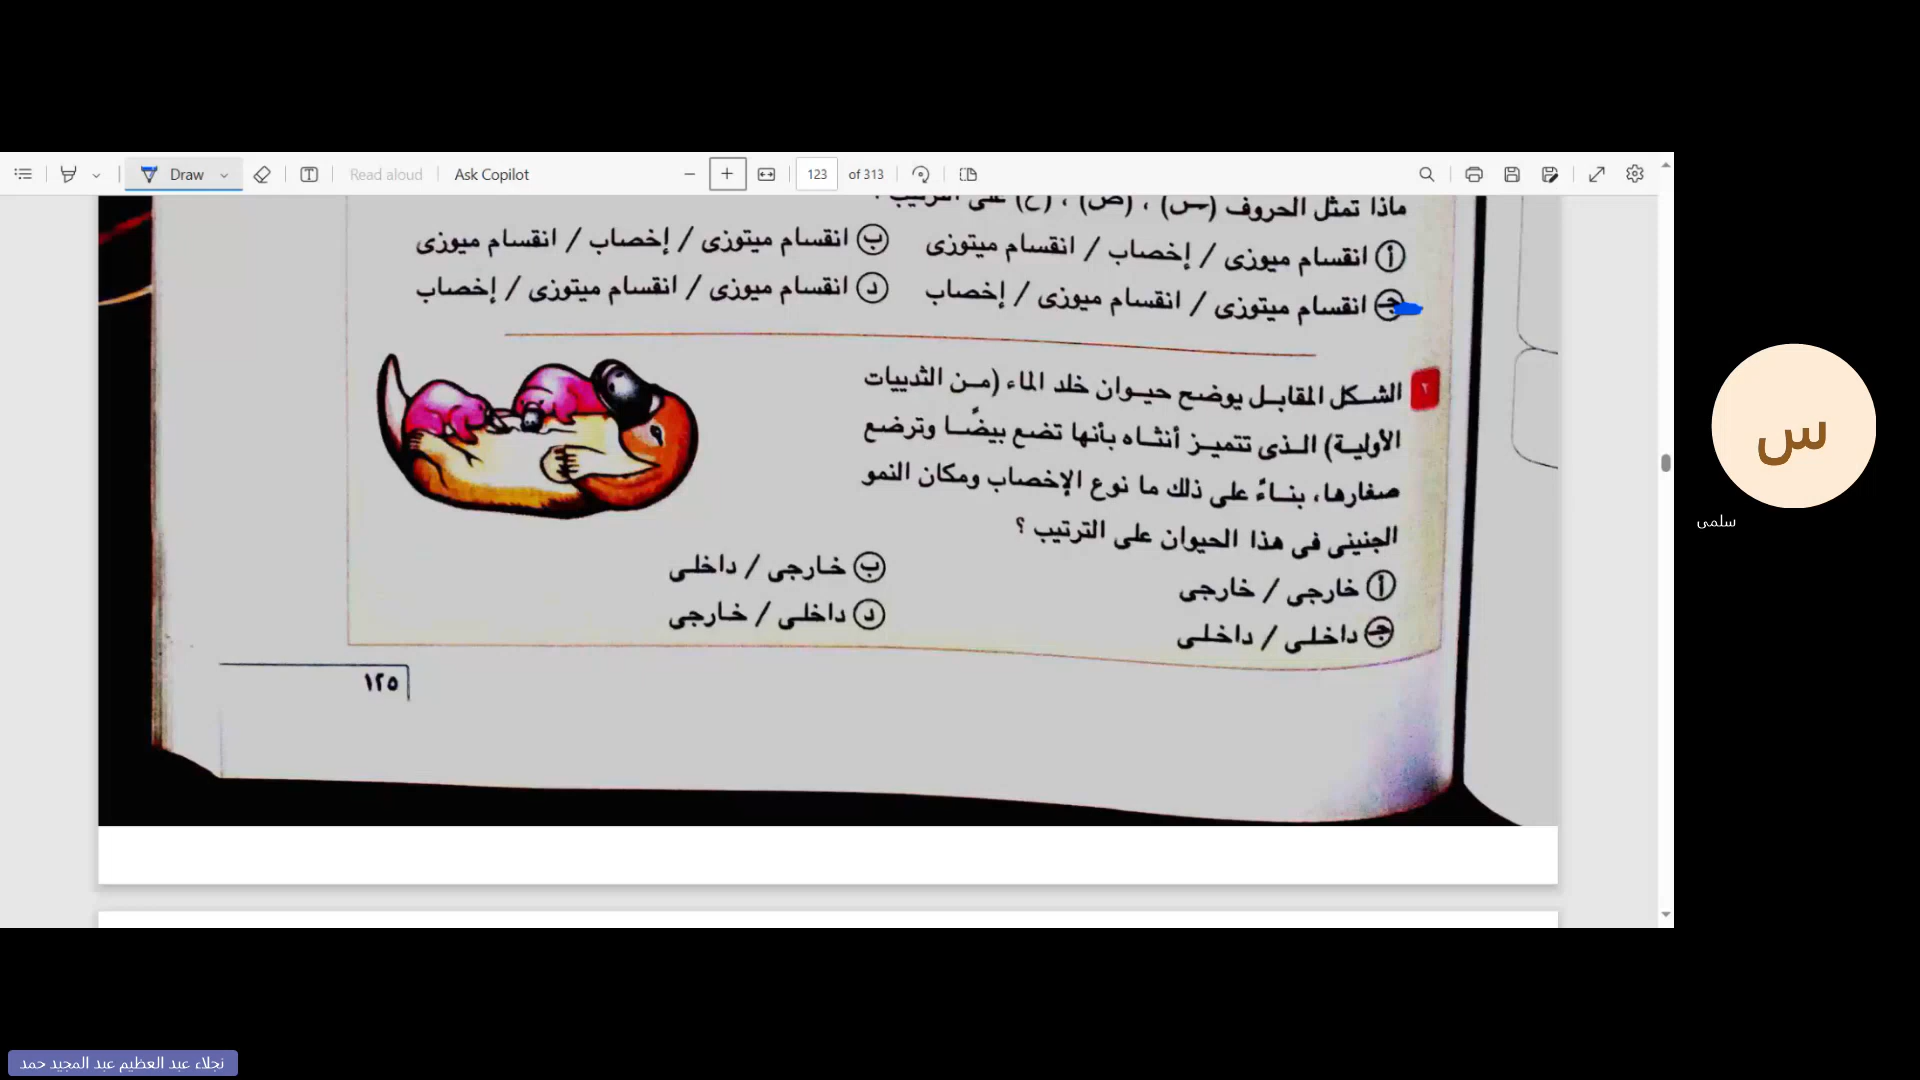 Draw
Read aloud
Ask Copilot
123 of 313
ماذا تمثل الحروف (س) ، (ص) ، (ع) على الترتيب ؟
أ انقسام ميوزى / إخصاب / انقسام ميتوزى
ب انقسام ميتوزى / إخصاب / انقسام ميوزى
ج انقسام ميتوزى / انقسام ميوزى / إخصاب
د انقسام ميوزى / انقسام ميتوزى / إخصاب
٢ الشكل المقابل يوضح حيوان خلد الماء (من الثدييات
الأولية) الذى تتميز أنثاه بأنها تضع بيضًا وترضع
صغارها، بناءً على ذلك ما نوع الإخصاب ومكان النمو
الجنينى فى هذا الحيوان على الترتيب ؟
أ خارجى / خارجى
ب خارجى / داخلى
ج داخلى / داخلى
د داخلى / خارجى
١٢٥
س
سلمى
نجلاء عبد العظيم عبد المجيد حمد